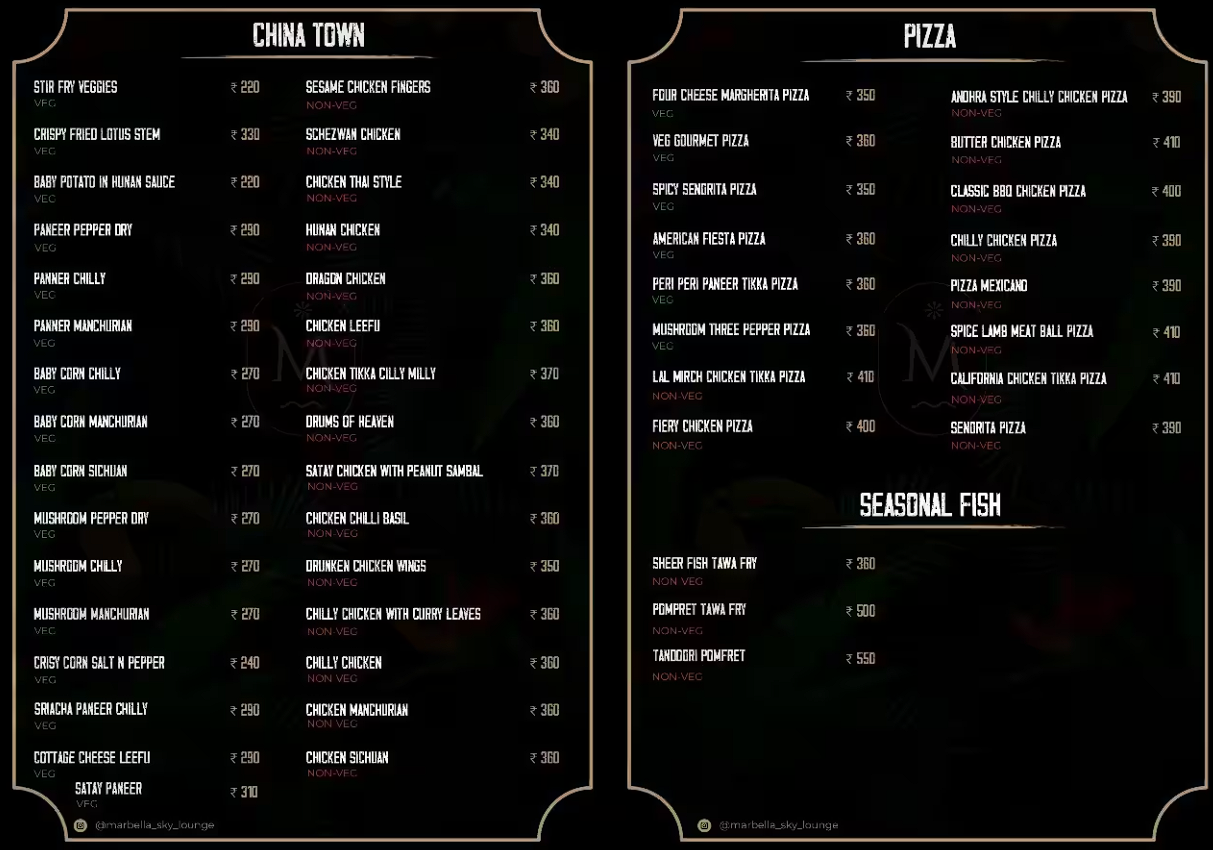 CHINA TOWN
STIR FRY VEGGIES ₹ 220
VEG
CRISPY FRIED LOTUS STEM ₹ 330
VEG
BABY POTATO IN HUNAN SAUCE ₹ 220
VEG
PANEER PEPPER DRY ₹ 290
VEG
PANNER CHILLY ₹ 290
VEG
PANNER MANCHURIAN ₹ 290
VEG
BABY CORN CHILLY ₹ 270
VEG
BABY CORN MANCHURIAN ₹ 270
VEG
BABY CORN SICHUAN ₹ 270
VEG
MUSHROOM PEPPER DRY ₹ 270
VEG
MUSHROOM CHILLY ₹ 270
VEG
MUSHROOM MANCHURIAN ₹ 270
VEG
CRISY CORN SALT N PEPPER ₹ 240
VEG
SRIACHA PANEER CHILLY ₹ 290
VEG
COTTAGE CHEESE LEEFU ₹ 290
VEG
SATAY PANEER ₹ 310
VEG
SESAME CHICKEN FINGERS ₹ 360
NON-VEG
SCHEZWAN CHICKEN ₹ 340
NON-VEG
CHICKEN THAI STYLE ₹ 340
NON-VEG
HUNAN CHICKEN ₹ 340
NON-VEG
DRAGON CHICKEN ₹ 360
NON-VEG
CHICKEN LEEFU ₹ 360
NON-VEG
CHICKEN TIKKA CILLY MILLY ₹ 370
NON-VEG
DRUMS OF HEAVEN ₹ 360
NON-VEG
SATAY CHICKEN WITH PEANUT SAMBAL ₹ 370
NON-VEG
CHICKEN CHILLI BASIL ₹ 360
NON-VEG
DRUNKEN CHICKEN WINGS ₹ 350
NON-VEG
CHILLY CHICKEN WITH CURRY LEAVES ₹ 360
NON-VEG
CHILLY CHICKEN ₹ 360
NON VEG
CHICKEN MANCHURIAN ₹ 360
NON VEG
CHICKEN SICHUAN ₹ 360
NON-VEG
M
@marbella_sky_lounge
PIZZA
FOUR CHEESE MARGHERITA PIZZA ₹ 350
VEG
VEG GOURMET PIZZA ₹ 360
VEG
SPICY SENORITA PIZZA ₹ 350
VEG
AMERICAN FIESTA PIZZA ₹ 360
VEG
PERI PERI PANEER TIKKA PIZZA ₹ 360
VEG
MUSHROOM THREE PEPPER PIZZA ₹ 360
VEG
LAL MIRCH CHICKEN TIKKA PIZZA ₹ 410
NON-VEG
FIERY CHICKEN PIZZA ₹ 400
NON-VEG
ANDHRA STYLE CHILLY CHICKEN PIZZA ₹ 390
NON-VEG
BUTTER CHICKEN PIZZA ₹ 410
NON-VEG
CLASSIC BBQ CHICKEN PIZZA ₹ 400
NON-VEG
CHILLY CHICKEN PIZZA ₹ 390
NON-VEG
PIZZA MEXICANO ₹ 390
NON-VEG
SPICE LAMB MEAT BALL PIZZA ₹ 410
NON-VEG
CALIFORNIA CHICKEN TIKKA PIZZA ₹ 410
NON-VEG
SENORITA PIZZA ₹ 390
NON-VEG
M
SEASONAL FISH
SHEER FISH TAWA FRY ₹ 360
NON VEG
POMPRET TAWA FRY ₹ 500
NON-VEG
TANDOORI POMFRET ₹ 550
NON-VEG
@marbella_sky_lounge